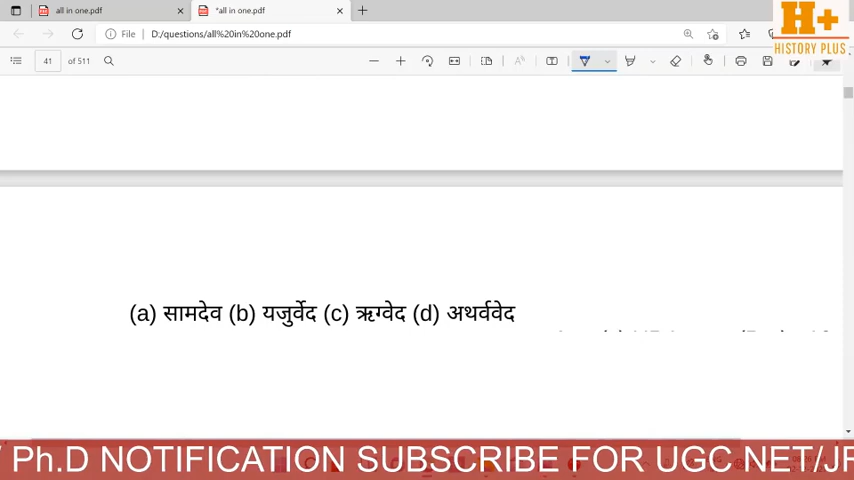 all in one.pdf
*all in one.pdf
File
D:/questions/all%20in%20one.pdf
H+
HISTORY PLUS
41 of 511
(a) सामदेव (b) यजुर्वेद (c) ऋग्वेद (d) अथर्ववेद
Ph.D NOTIFICATION SUBSCRIBE FOR UGC NET/JR